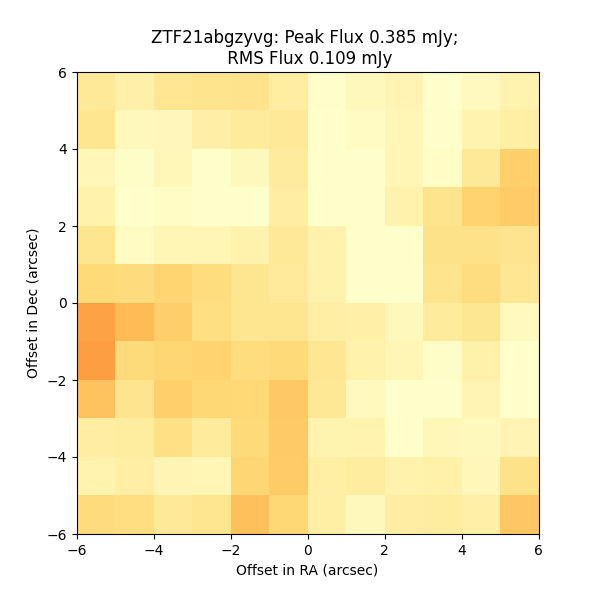 ZTF21abgzyvg: Peak Flux 0.385 mJy;
RMS Flux 0.109 mJy
6
4
2
0
−2
−4
−6
Offset in Dec (arcsec)
−6 −4 −2 0 2 4 6
Offset in RA (arcsec)